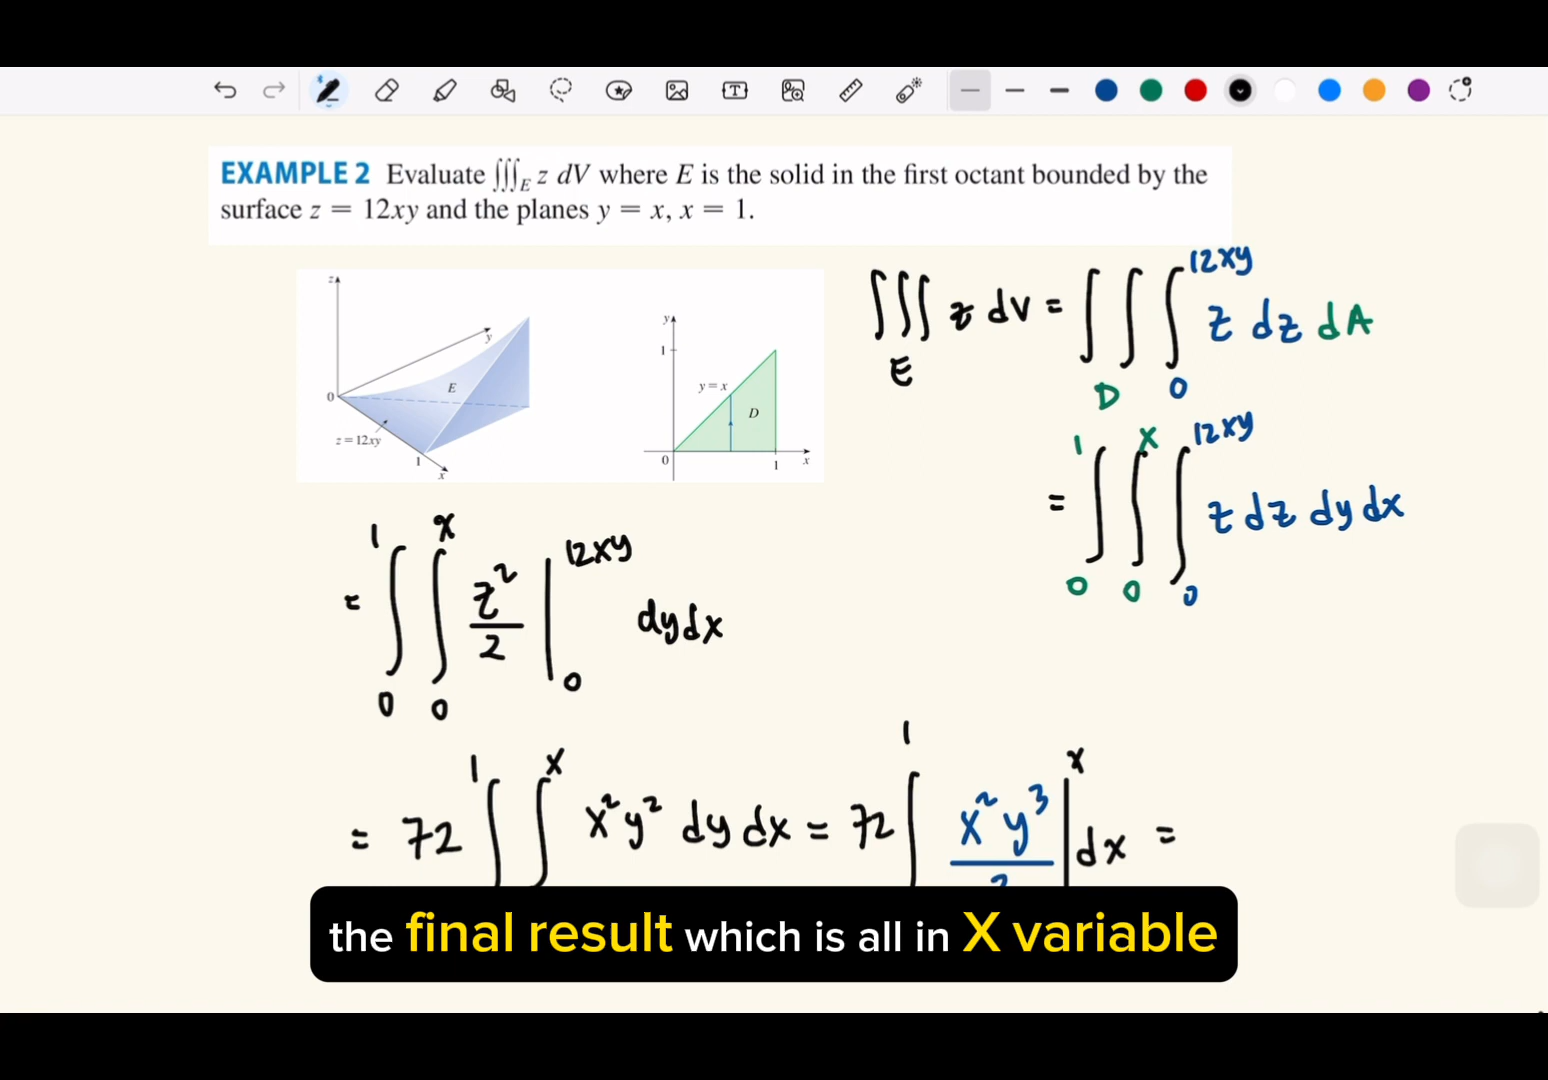 EXAMPLE 2 Evaluate ∭_E z dV where E is the solid in the first octant bounded by the
surface z = 12xy and the planes y = x, x = 1.
z
y
E
0
z = 12xy
1
x
y
1
y = x
D
0
1
x
∭_E z dV = ∬_D ∫_0^{12xy} z dz dA
= ∫_0^1 ∫_0^x ∫_0^{12xy} z dz dy dx
= ∫_0^1 ∫_0^x z²/2 |_0^{12xy} dy dx
= 72 ∫^1 ∫^x x²y² dy dx = 72 ∫^1 x²y³/3 |^x dx =
the final result which is all in X variable